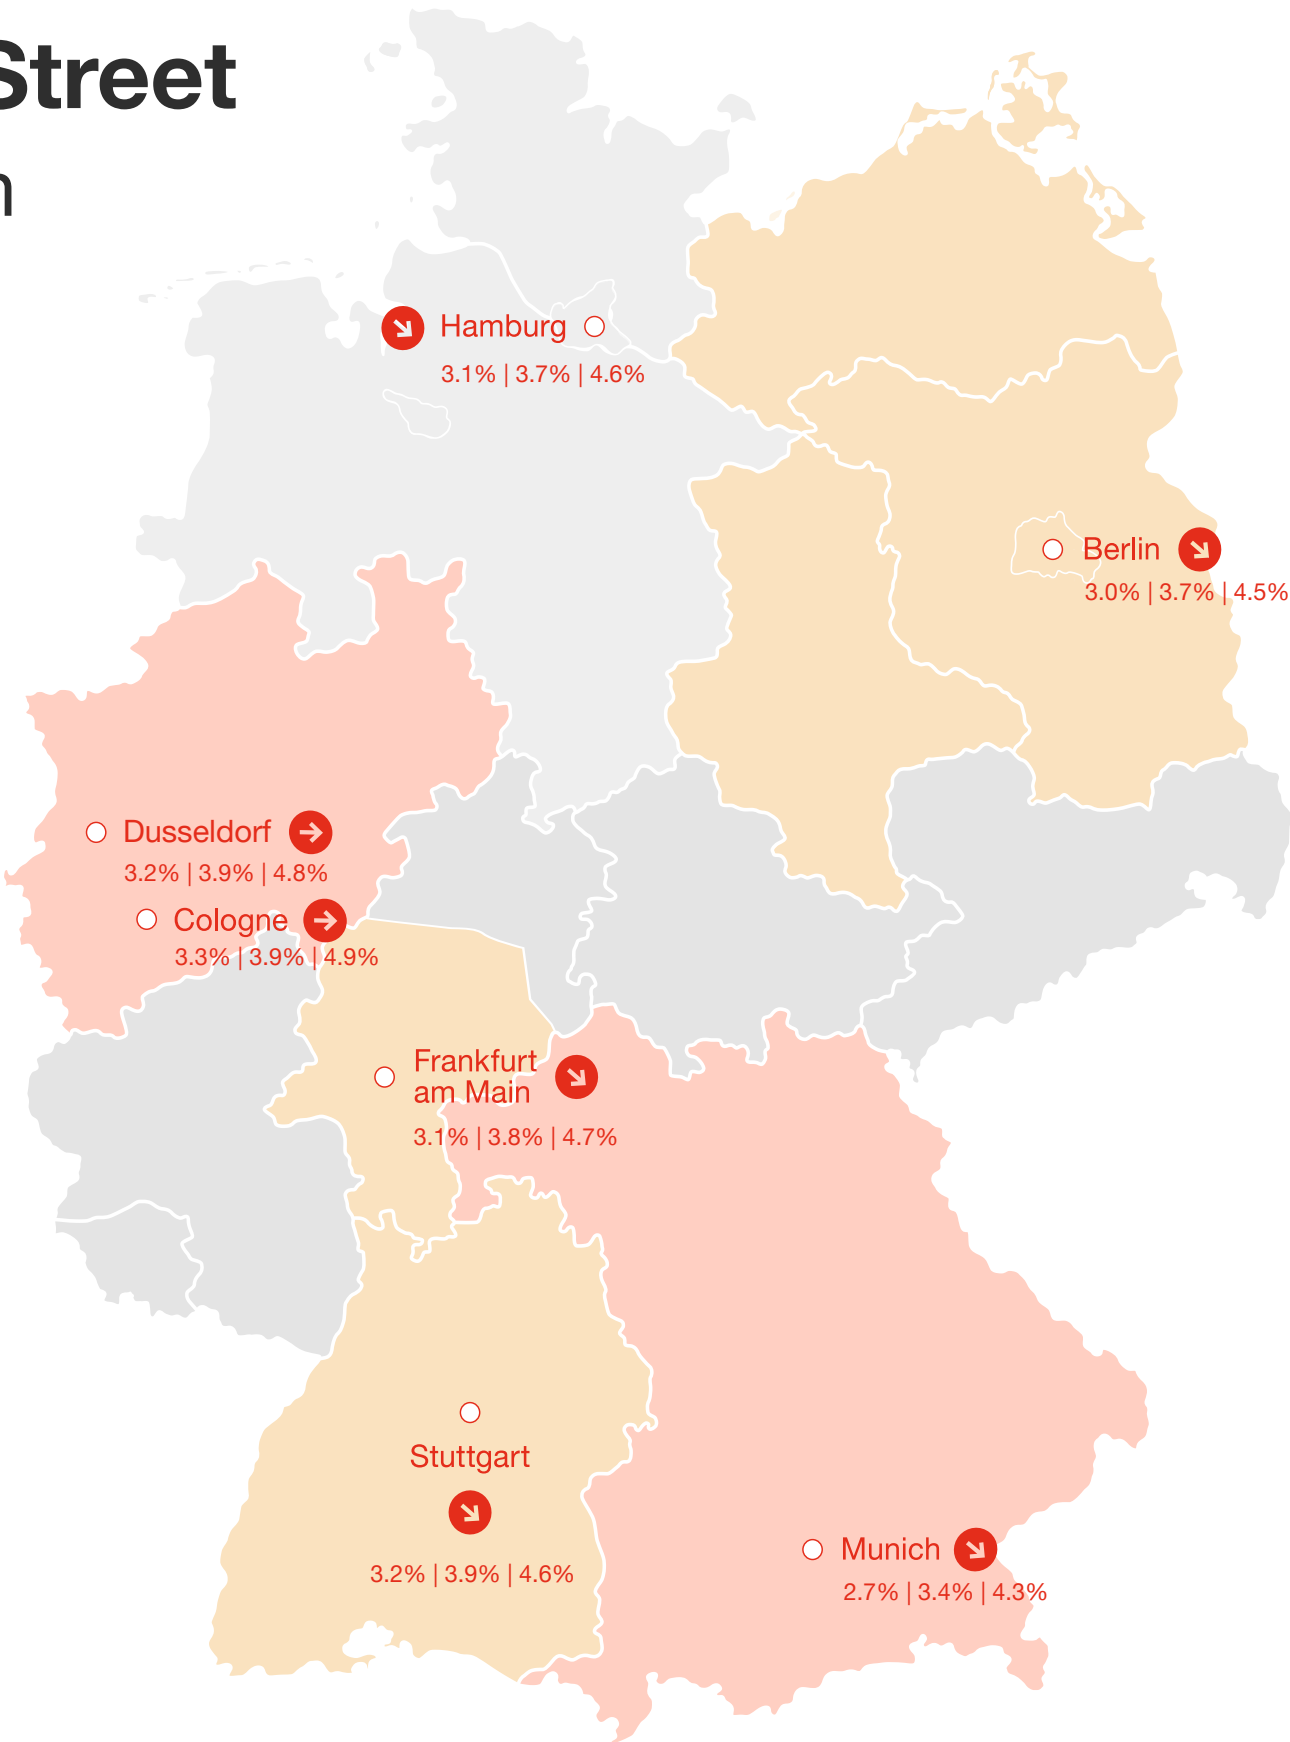 Street
Hamburg
3.1% | 3.7% | 4.6%
Berlin
3.0% | 3.7% | 4.5%
Dusseldorf
3.2% | 3.9% | 4.8%
Cologne
3.3% | 3.9% | 4.9%
Frankfurt
am Main
3.1% | 3.8% | 4.7%
Stuttgart
3.2% | 3.9% | 4.6%
Munich
2.7% | 3.4% | 4.3%